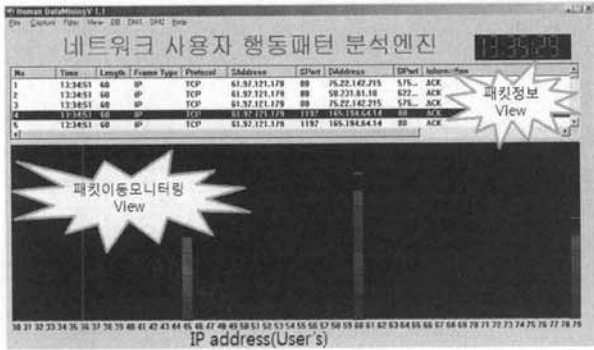 Human DataMiningV 1.1
File Capture Filter View DB DM1 DM2 Help
네트워크 사용자 행동패턴 분석엔진
13:35:29
No Time Length Frame Type Protocol SAddress SPort DAddress DPort Information
1 13:34:51 60 IP TCP 61.97.121.179 80 75.22.142.215 575... ACK
2 13:34:51 60 IP TCP 61.97.121.179 80 58.231.61.10 622... ACK
3 13:34:51 60 IP TCP 61.97.121.179 80 75.22.142.215 575... ACK
4 13:34:51 60 IP TCP 61.97.121.179 1197 165.194.64.14 80 ACK
5 13:34:51 60 IP TCP 61.97.121.179 1197 165.194.64.14 80 ACK
패킷정보
View
패킷이동모니터링
View
30 31 32 33 34 35 36 37 38 39 40 41 42 43 44 45 46 47 48 49 50 51 52 53 54 55 56 57 58 59 60 61 62 63 64 65 66 67 68 69 70 71 72 73 74 75 76 77 78 79
IP address(User's)